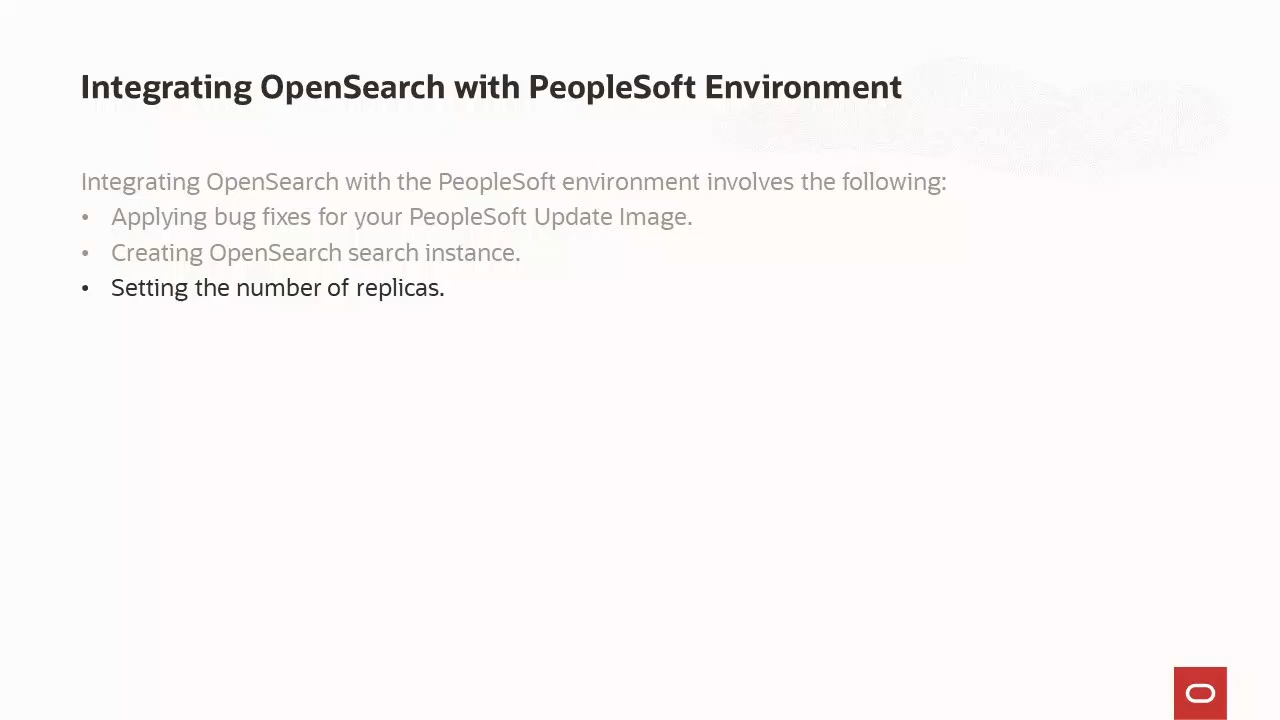 Integrating OpenSearch with PeopleSoft Environment
Integrating OpenSearch with the PeopleSoft environment involves the following:
• Applying bug fixes for your PeopleSoft Update Image.
• Creating OpenSearch search instance.
• Setting the number of replicas.